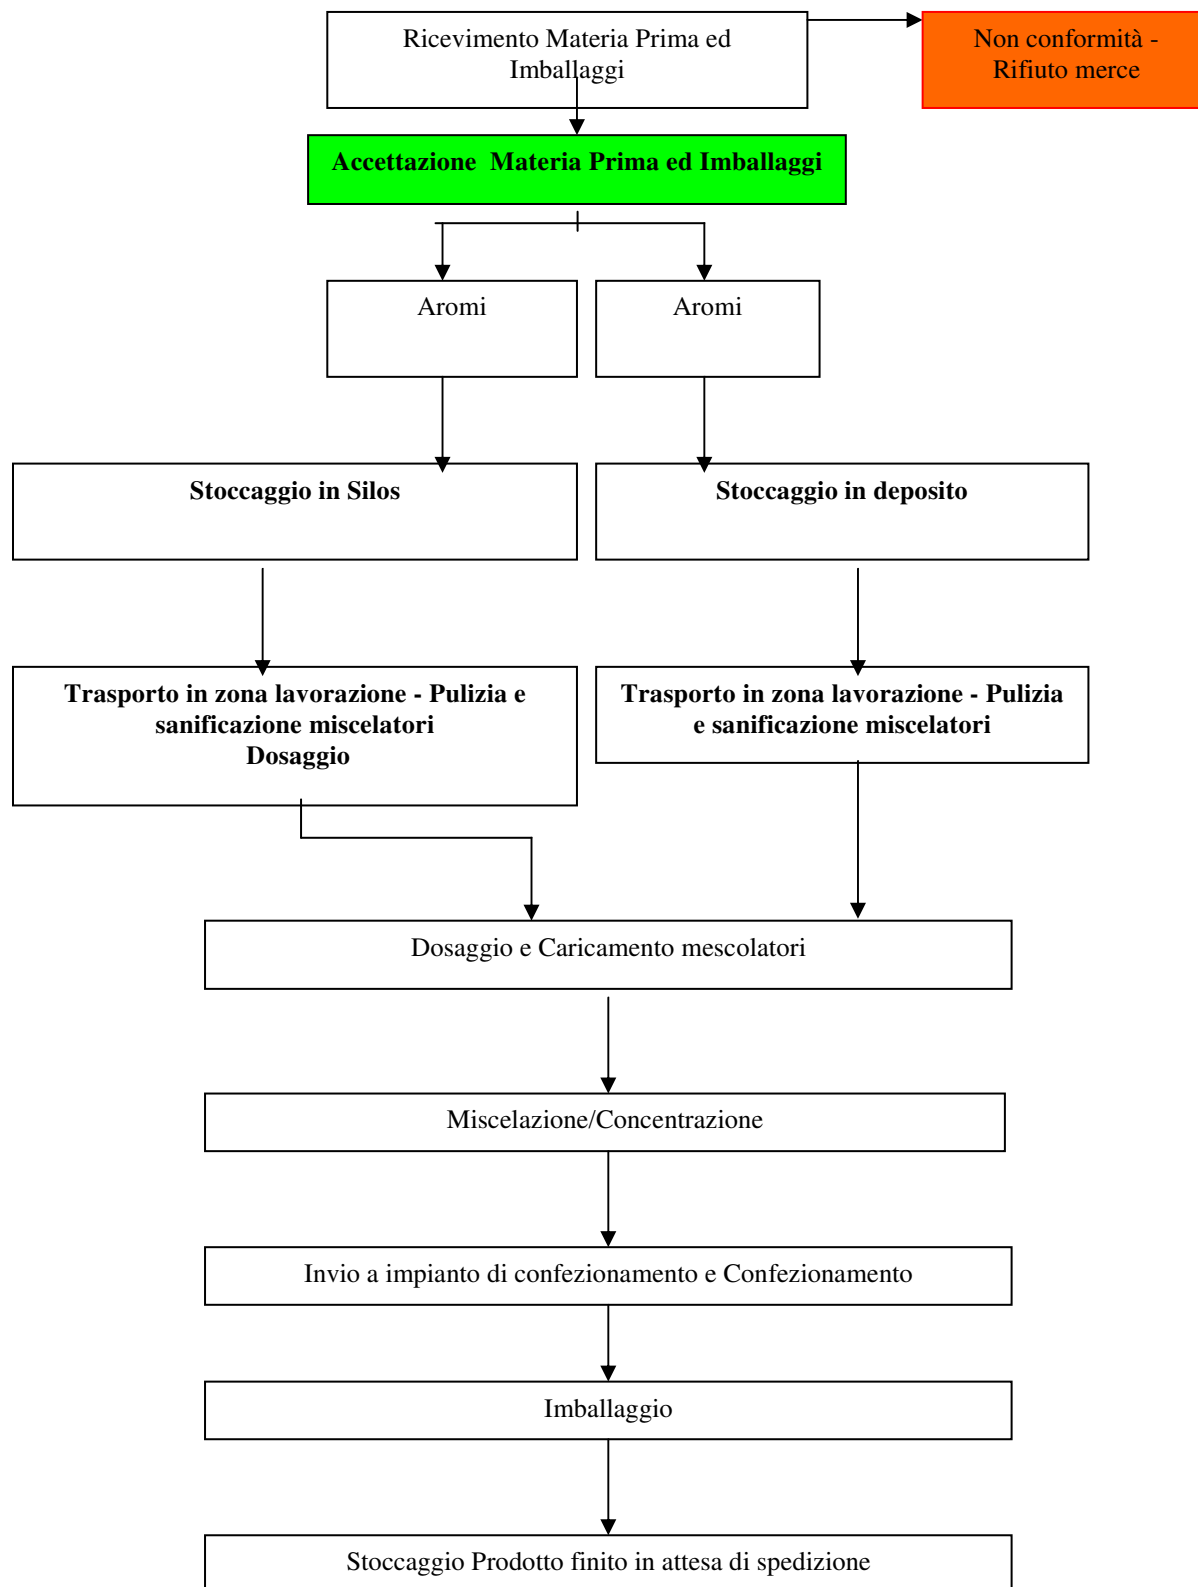 Ricevimento Materia Prima ed
Imballaggi
Non conformità -
Rifiuto merce
Accettazione  Materia Prima ed Imballaggi
Aromi
Aromi
Stoccaggio in Silos
Stoccaggio in deposito
Trasporto in zona lavorazione - Pulizia e
sanificazione miscelatori
Dosaggio
Trasporto in zona lavorazione - Pulizia
e sanificazione miscelatori
Dosaggio e Caricamento mescolatori
Miscelazione/Concentrazione
Invio a impianto di confezionamento e Confezionamento
Imballaggio
Stoccaggio Prodotto finito in attesa di spedizione